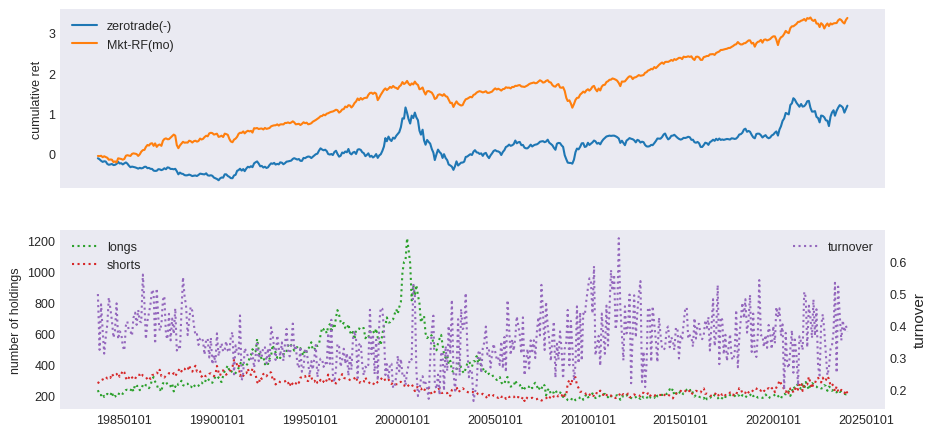 zerotrade(-)
Mkt-RF(mo)
cumulative ret
3
2
1
0
longs
shorts
turnover
number of holdings
1200
1000
800
600
400
200
0.6
0.5
0.4
0.3
0.2
turnover
19850101 19900101 19950101 20000101 20050101 20100101 20150101 20200101 20250101